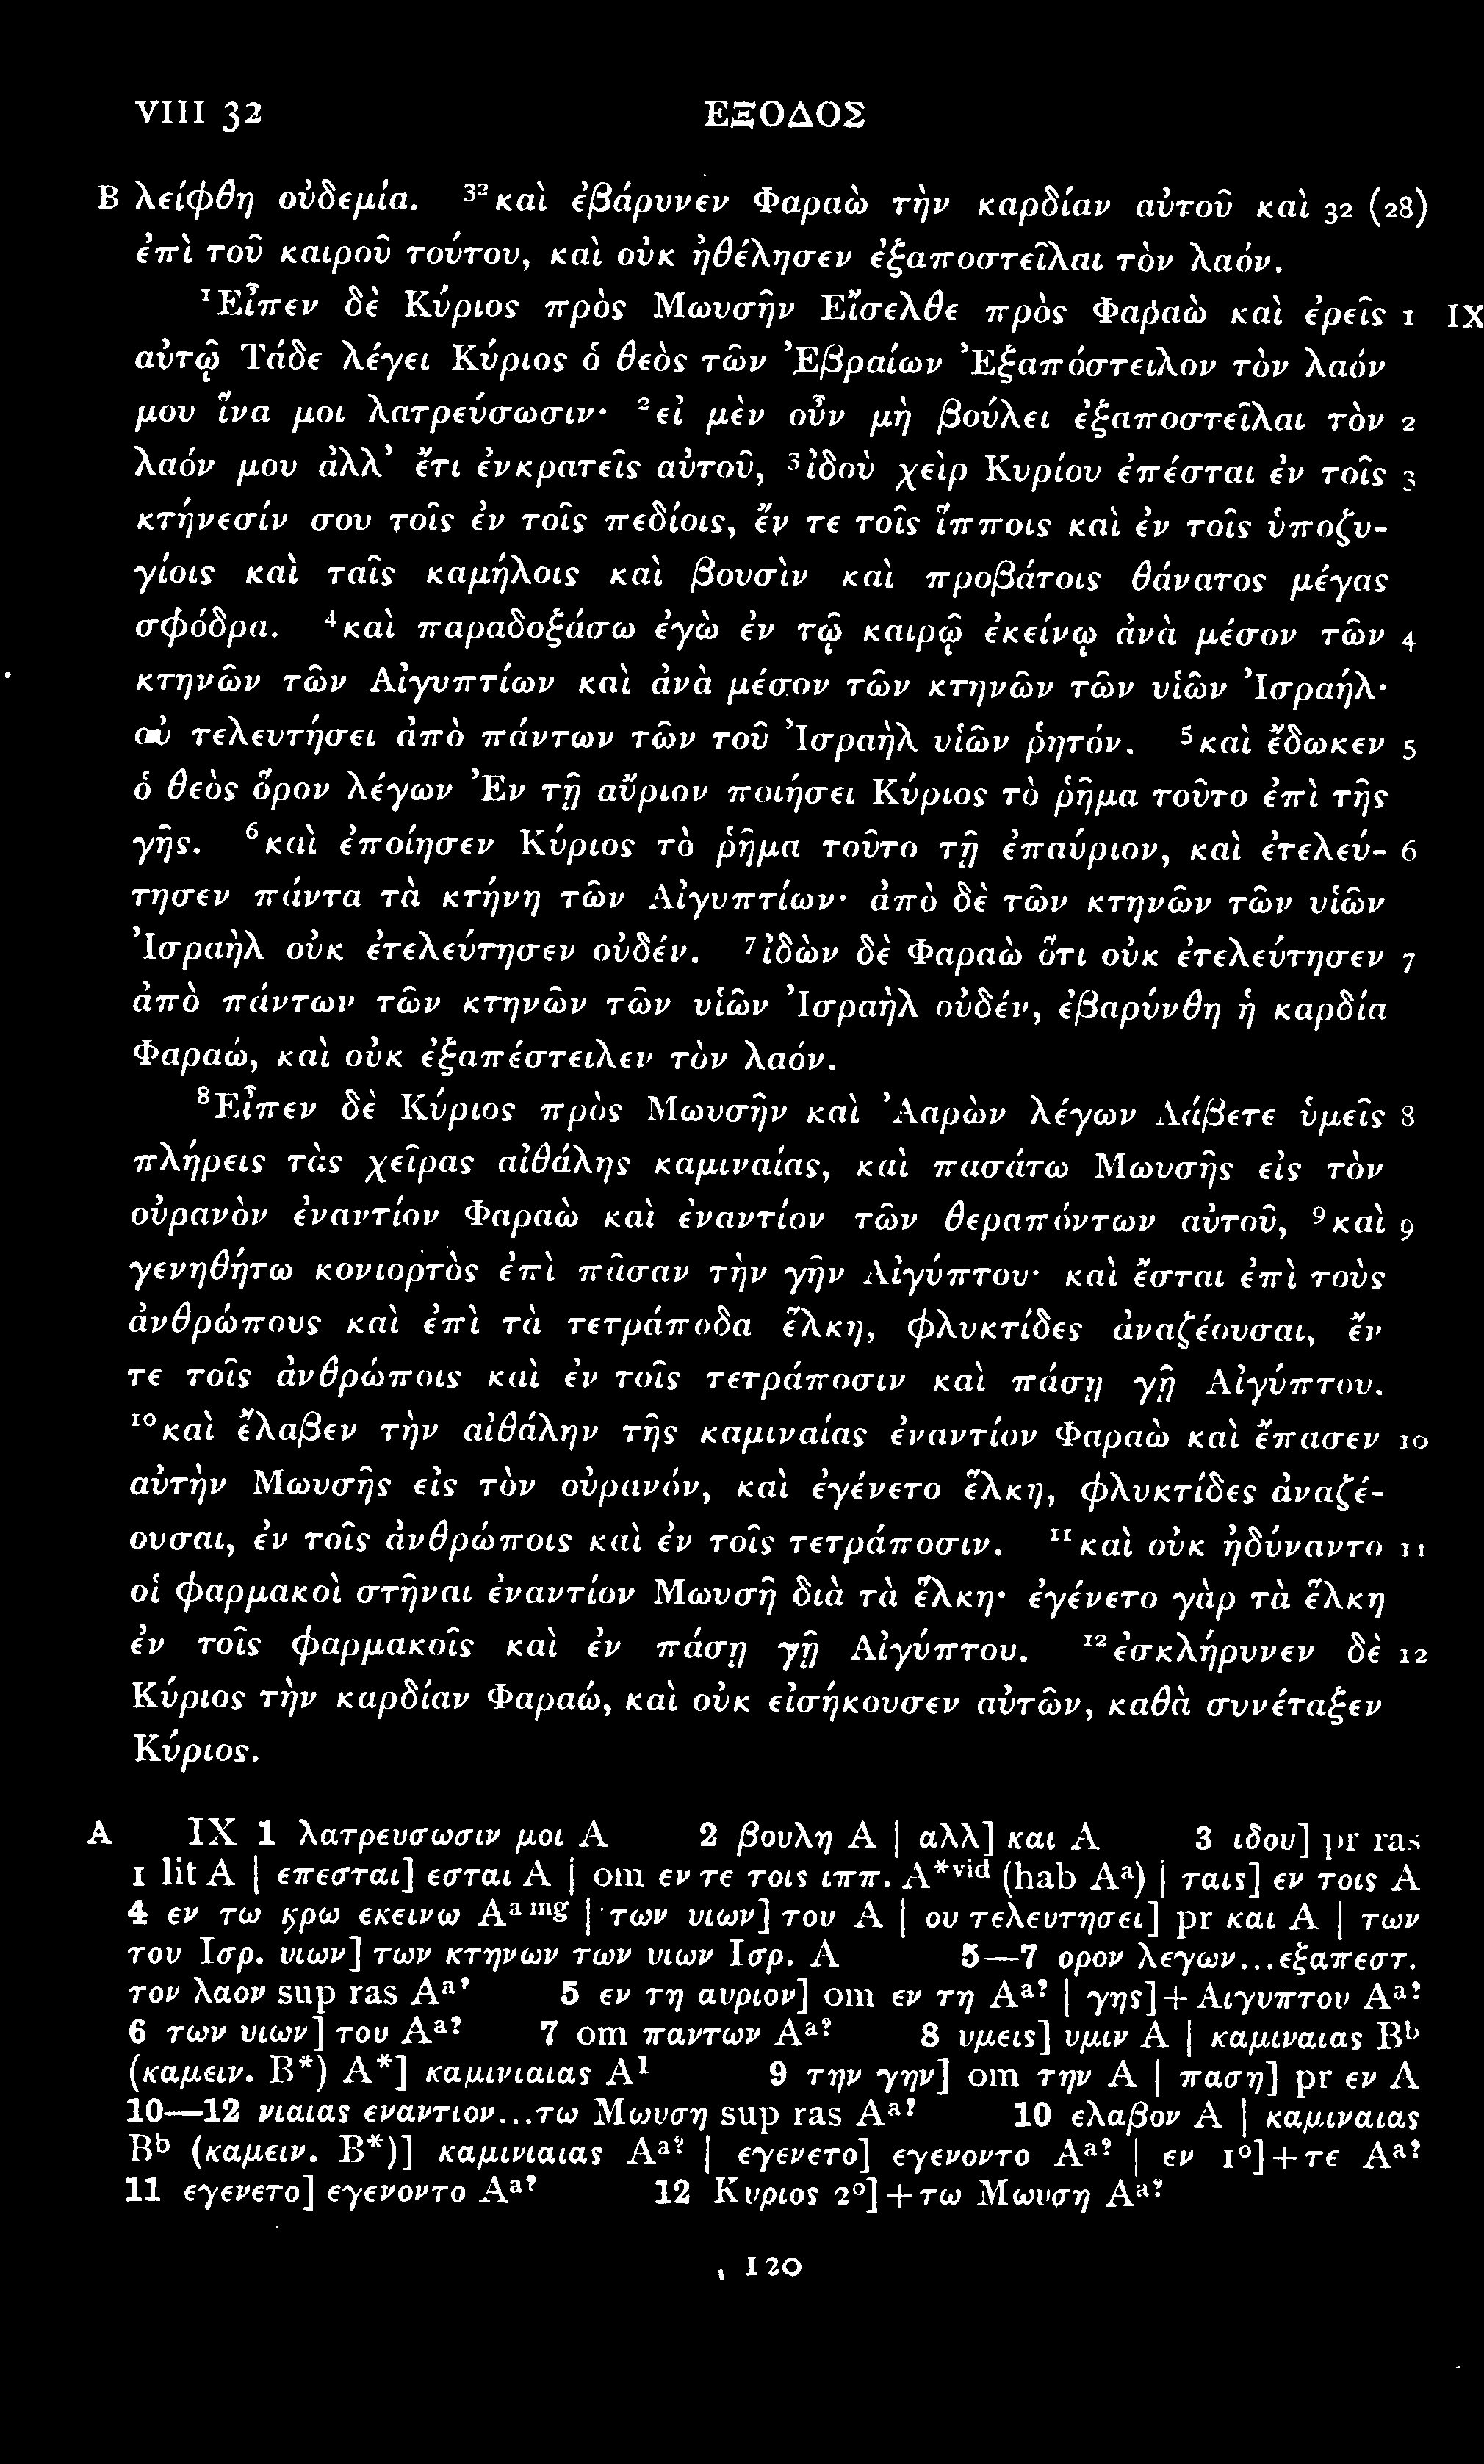 VIII 32 ΕΞΟΔΟΣ
B λείφθη οὐδεμία. ³²καὶ ἐβάρυνεν Φαραὼ τὴν καρδίαν αὐτοῦ καὶ 32 (28)
ἐπὶ τοῦ καιροῦ τούτου, καὶ οὐκ ἠθέλησεν ἐξαποστεῖλαι τὸν λαόν.
¹Εἶπεν δὲ Κύριος πρὸς Μωυσῆν Εἴσελθε πρὸς Φαραὼ καὶ ἐρεῖς 1 IX
αὐτῷ Τάδε λέγει Κύριος ὁ θεὸς τῶν Ἐβραίων Ἐξαπόστειλον τὸν λαόν
μου ἵνα μοι λατρεύσωσιν· ²εἰ μὲν οὖν μὴ βούλει ἐξαποστεῖλαι τὸν 2
λαόν μου ἀλλ’ ἔτι ἐνκρατεῖς αὐτοῦ, ³ἰδοὺ χεὶρ Κυρίου ἐπέσται ἐν τοῖς 3
κτήνεσίν σου τοῖς ἐν τοῖς πεδίοις, ἔν τε τοῖς ἵπποις καὶ ἐν τοῖς ὑποζυ-
γίοις καὶ ταῖς καμήλοις καὶ βουσὶν καὶ προβάτοις θάνατος μέγας
σφόδρα. ⁴καὶ παραδοξάσω ἐγὼ ἐν τῷ καιρῷ ἐκείνῳ ἀνὰ μέσον τῶν 4
κτηνῶν τῶν Αἰγυπτίων καὶ ἀνὰ μέσον τῶν κτηνῶν τῶν υἱῶν Ἰσραήλ·
οὐ τελευτήσει ἀπὸ πάντων τῶν τοῦ Ἰσραὴλ υἱῶν ῥητόν. ⁵καὶ ἔδωκεν 5
ὁ θεὸς ὅρον λέγων Ἐν τῇ αὔριον ποιήσει Κύριος τὸ ῥῆμα τοῦτο ἐπὶ τῆς
γῆς. ⁶καὶ ἐποίησεν Κύριος τὸ ῥῆμα τοῦτο τῇ ἐπαύριον, καὶ ἐτελεύ- 6
τησεν πάντα τὰ κτήνη τῶν Αἰγυπτίων· ἀπὸ δὲ τῶν κτηνῶν τῶν υἱῶν
Ἰσραὴλ οὐκ ἐτελεύτησεν οὐδέν. ⁷ἰδὼν δὲ Φαραὼ ὅτι οὐκ ἐτελεύτησεν 7
ἀπὸ πάντων τῶν κτηνῶν τῶν υἱῶν Ἰσραὴλ οὐδέν, ἐβαρύνθη ἡ καρδία
Φαραώ, καὶ οὐκ ἐξαπέστειλεν τὸν λαόν.
⁸Εἶπεν δὲ Κύριος πρὸς Μωυσῆν καὶ Ἀαρὼν λέγων Λάβετε ὑμεῖς 8
πλήρεις τὰς χεῖρας αἰθάλης καμιναίας, καὶ πασάτω Μωυσῆς εἰς τὸν
οὐρανὸν ἐναντίον Φαραὼ καὶ ἐναντίον τῶν θεραπόντων αὐτοῦ, ⁹καὶ 9
γενηθήτω κονιορτὸς ἐπὶ πᾶσαν τὴν γῆν Αἰγύπτου· καὶ ἔσται ἐπὶ τοὺς
ἀνθρώπους καὶ ἐπὶ τὰ τετράποδα ἕλκη, φλυκτίδες ἀναζέουσαι, ἔν
τε τοῖς ἀνθρώποις καὶ ἐν τοῖς τετράποσιν καὶ πάσῃ γῇ Αἰγύπτου.
¹⁰καὶ ἔλαβεν τὴν αἰθάλην τῆς καμιναίας ἐναντίον Φαραὼ καὶ ἔπασεν 10
αὐτὴν Μωυσῆς εἰς τὸν οὐρανόν, καὶ ἐγένετο ἕλκη, φλυκτίδες ἀναζέ-
ουσαι, ἐν τοῖς ἀνθρώποις καὶ ἐν τοῖς τετράποσιν. ¹¹καὶ οὐκ ἠδύναντο 11
οἱ φαρμακοὶ στῆναι ἐναντίον Μωυσῆ διὰ τὰ ἕλκη· ἐγένετο γὰρ τὰ ἕλκη
ἐν τοῖς φαρμακοῖς καὶ ἐν πάσῃ γῇ Αἰγύπτου. ¹²ἐσκλήρυνεν δὲ 12
Κύριος τὴν καρδίαν Φαραώ, καὶ οὐκ εἰσήκουσεν αὐτῶν, καθὰ συνέταξεν
Κύριος.
A IX 1 λατρευσωσιν μοι A 2 βουλη A | αλλ] και A 3 ιδου] pr ras
1 lit A | επεσται] εσται A | om εν τε τοις ιππ. A*ᵛⁱᵈ (hab Aᵃ) | ταις] εν τοις A
4 εν τω κρω εκεινω Aᵃ ᵐᵍ | των υιων] του A | ου τελευτησει] pr και A | των
του Ισρ. υιων] των κτηνων των υιων Ισρ. A 5—7 ορον λεγων...εξαπεστ.
τον λαον sup ras Aᵃ? 5 εν τη αυριον] om εν τη Aᵃ? | γης]+Αιγυπτου Aᵃ?
6 των υιων] του Aᵃ? 7 om παντων Aᵃ? 8 υμεις] υμιν A | καμιναιας Bᵇ
(καμειν. B*) A*] καμινιαιας A¹ 9 την γην] om την A | παση] pr εν A
10—12 νιαιας εναντιον...τω Μωυση sup ras Aᵃ? 10 ελαβον A | καμιναιας
Bᵇ (καμειν. B*)] καμινιαιας Aᵃ? | εγενετο] εγενοντο Aᵃ? | εν 1°]+τε Aᵃ?
11 εγενετο] εγενοντο Aᵃ? 12 Κυριος 2°]+τω Μωυση Aᵃ?
120